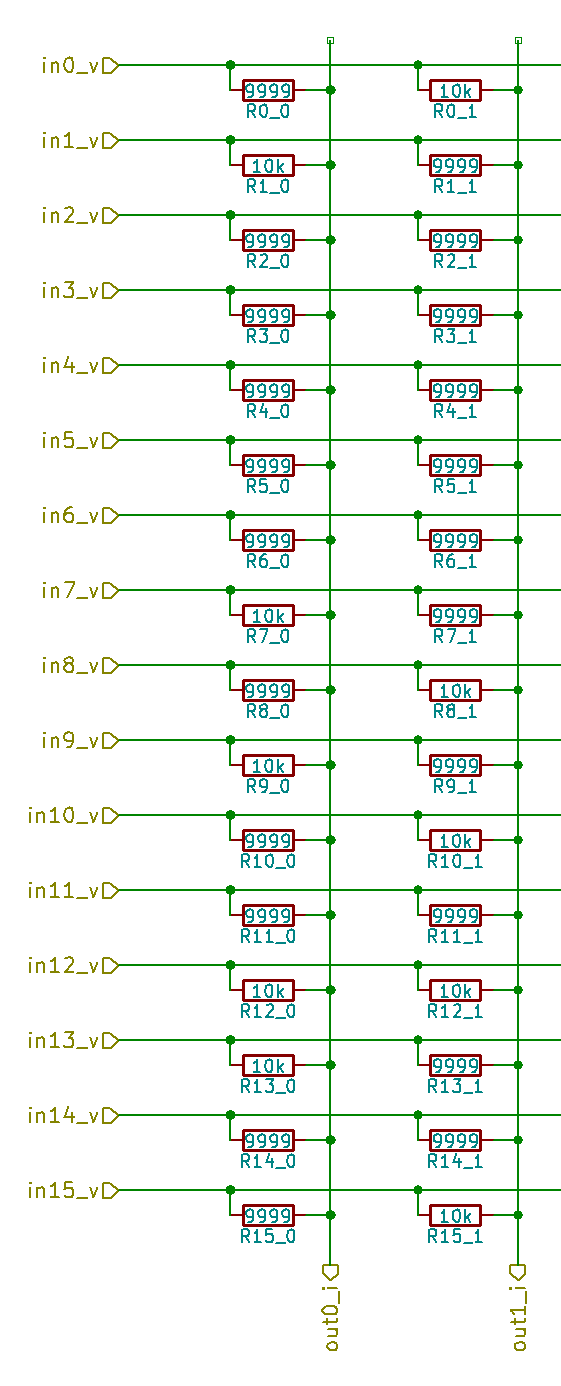 in0_v 9999 10k
R0_0 R0_1
in1_v 10k 9999
R1_0 R1_1
in2_v 9999 9999
R2_0 R2_1
in3_v 9999 9999
R3_0 R3_1
in4_v 9999 9999
R4_0 R4_1
in5_v 9999 9999
R5_0 R5_1
in6_v 9999 9999
R6_0 R6_1
in7_v 10k 9999
R7_0 R7_1
in8_v 9999 10k
R8_0 R8_1
in9_v 10k 9999
R9_0 R9_1
in10_v 9999 10k
R10_0 R10_1
in11_v 9999 9999
R11_0 R11_1
in12_v 10k 10k
R12_0 R12_1
in13_v 10k 9999
R13_0 R13_1
in14_v 9999 9999
R14_0 R14_1
in15_v 9999 10k
R15_0 R15_1
out0_i out1_i